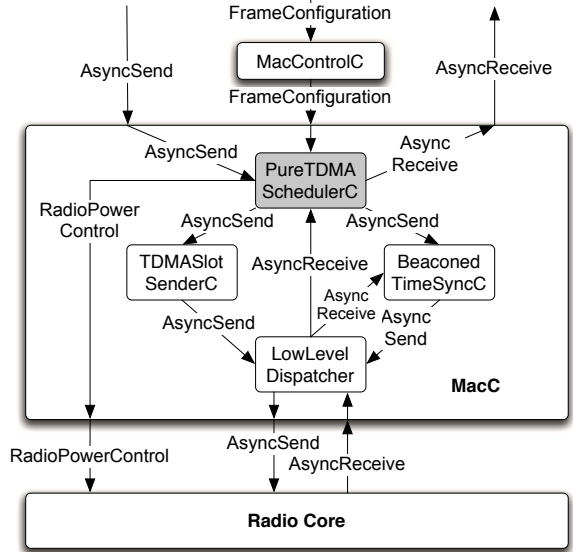 FrameConfiguration
AsyncSend
MacControlC
AsyncReceive
FrameConfiguration
AsyncSend
Async
Receive
PureTDMA
SchedulerC
RadioPower
Control
AsyncSend
AsyncSend
TDMASlot
SenderC
AsyncReceive
Beaconed
TimeSyncC
Async
Receive
AsyncSend
Async
Send
LowLevel
Dispatcher
MacC
RadioPowerControl
AsyncSend
AsyncReceive
Radio Core